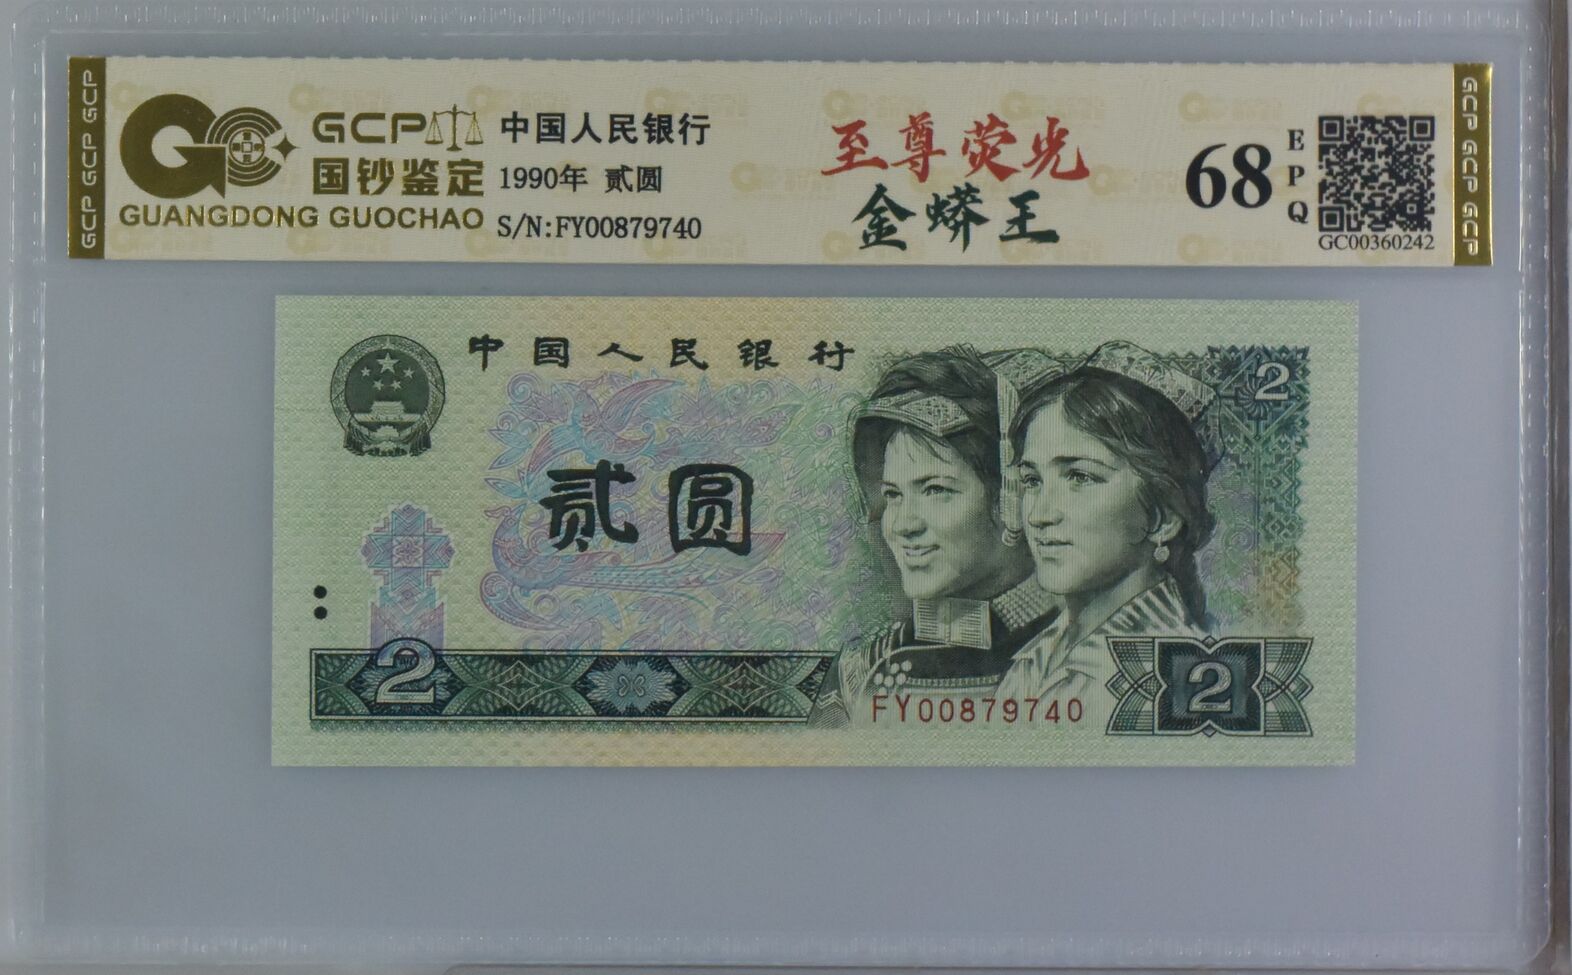 GCP GCP GCP
GCP
国钞鉴定
GUANGDONG GUOCHAO
中国人民银行
1990年 贰圆
S/N:FY00879740
至尊荧光
金蟒王
68
EPQ
GC00360242
GCP GCP GCP
中国人民银行
2
贰圆
2
FY00879740
2